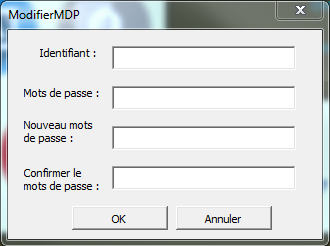 ModifierMDP
Identifiant :
Mots de passe :
Nouveau mots
de passe :
Confirmer le
mots de passe :
OK
Annuler